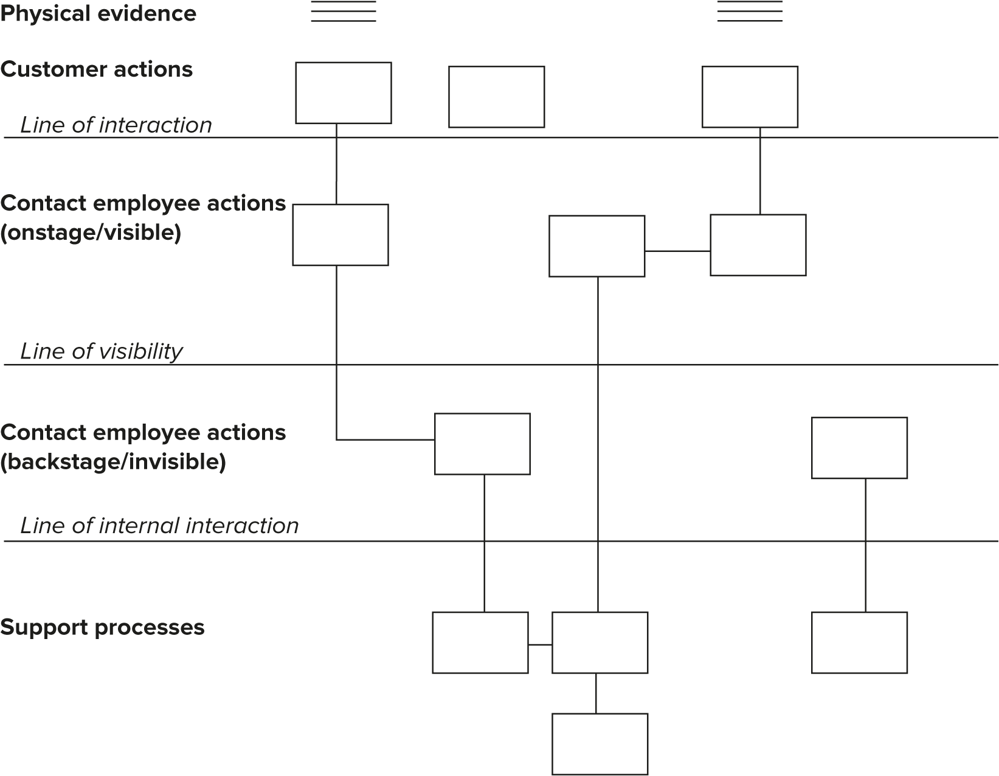 Physical evidence
Customer actions
Line of interaction
Contact employee actions
(onstage/visible)
Line of visibility
Contact employee actions
(backstage/invisible)
Line of internal interaction
Support processes